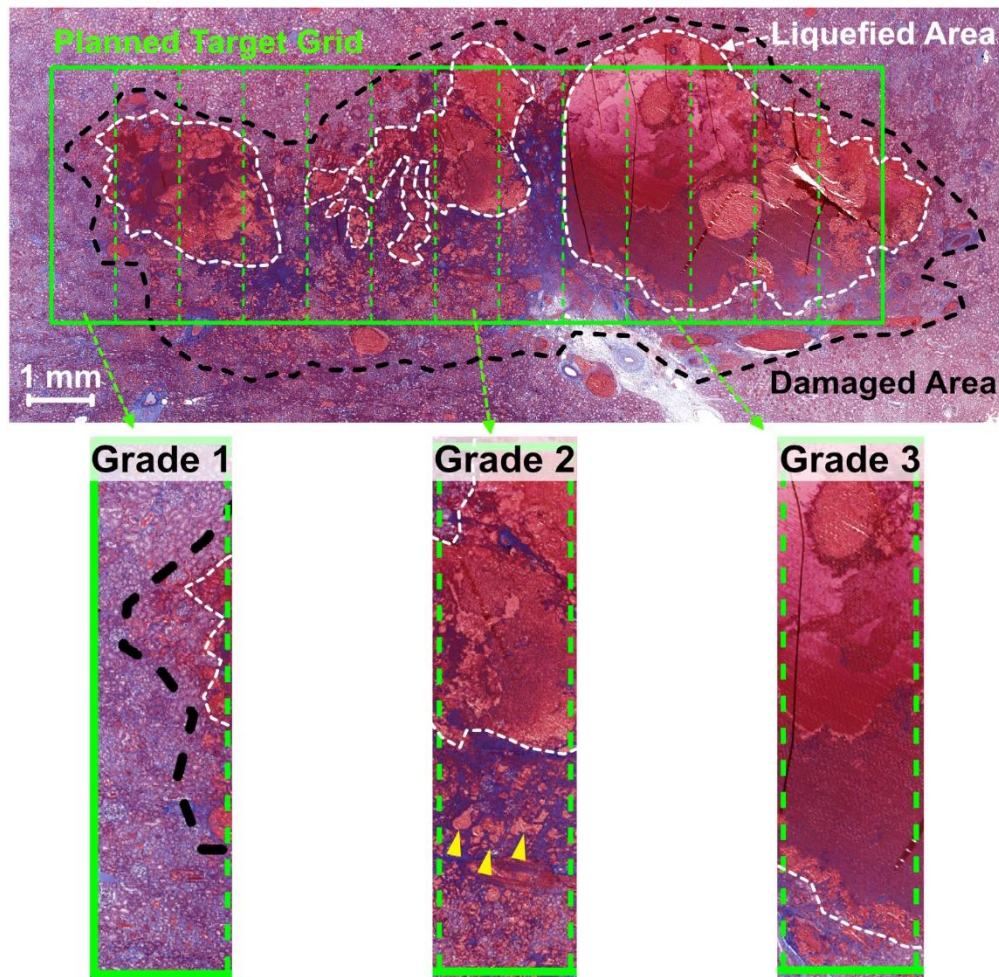 Planned Target Grid
Liquefied Area
1 mm
Damaged Area
Grade 1
Grade 2
Grade 3